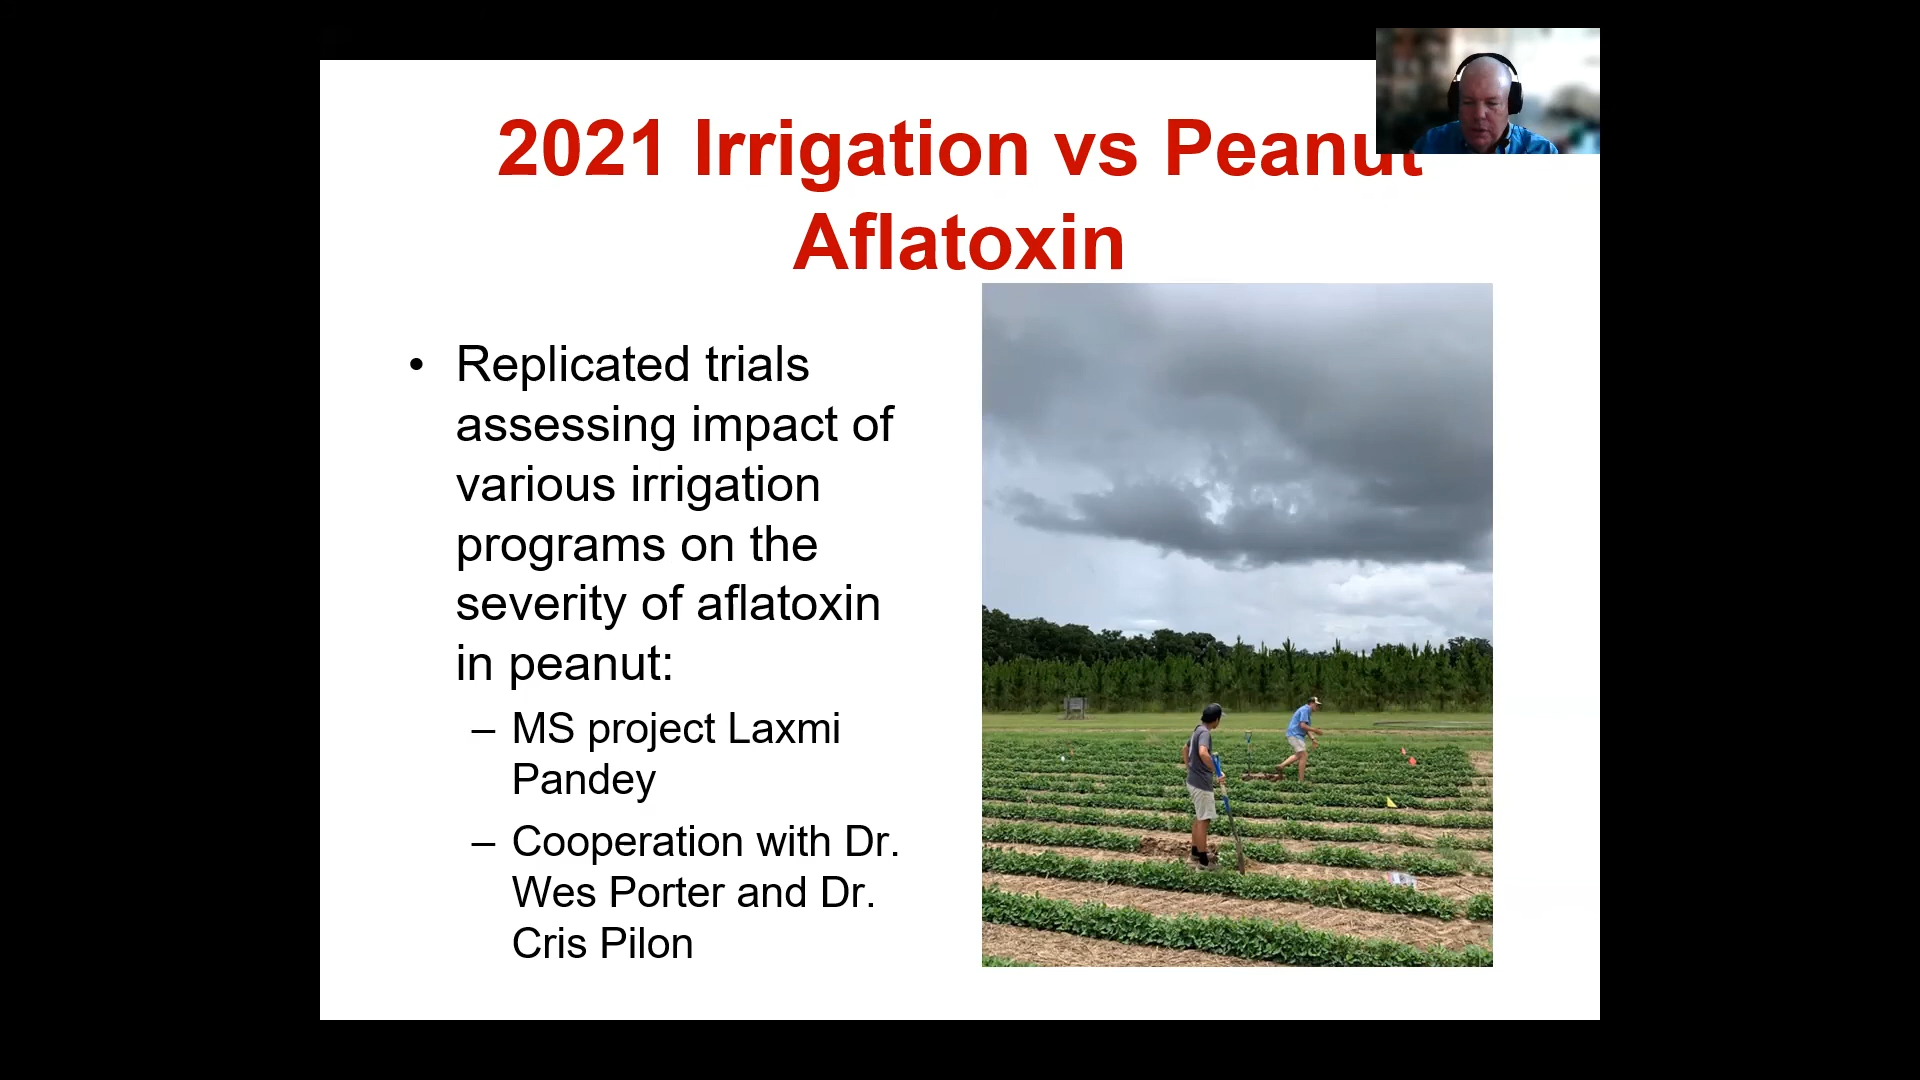 2021 Irrigation vs Peanut
Aflatoxin
• Replicated trials
assessing impact of
various irrigation
programs on the
severity of aflatoxin
in peanut:
– MS project Laxmi
Pandey
– Cooperation with Dr.
Wes Porter and Dr.
Cris Pilon